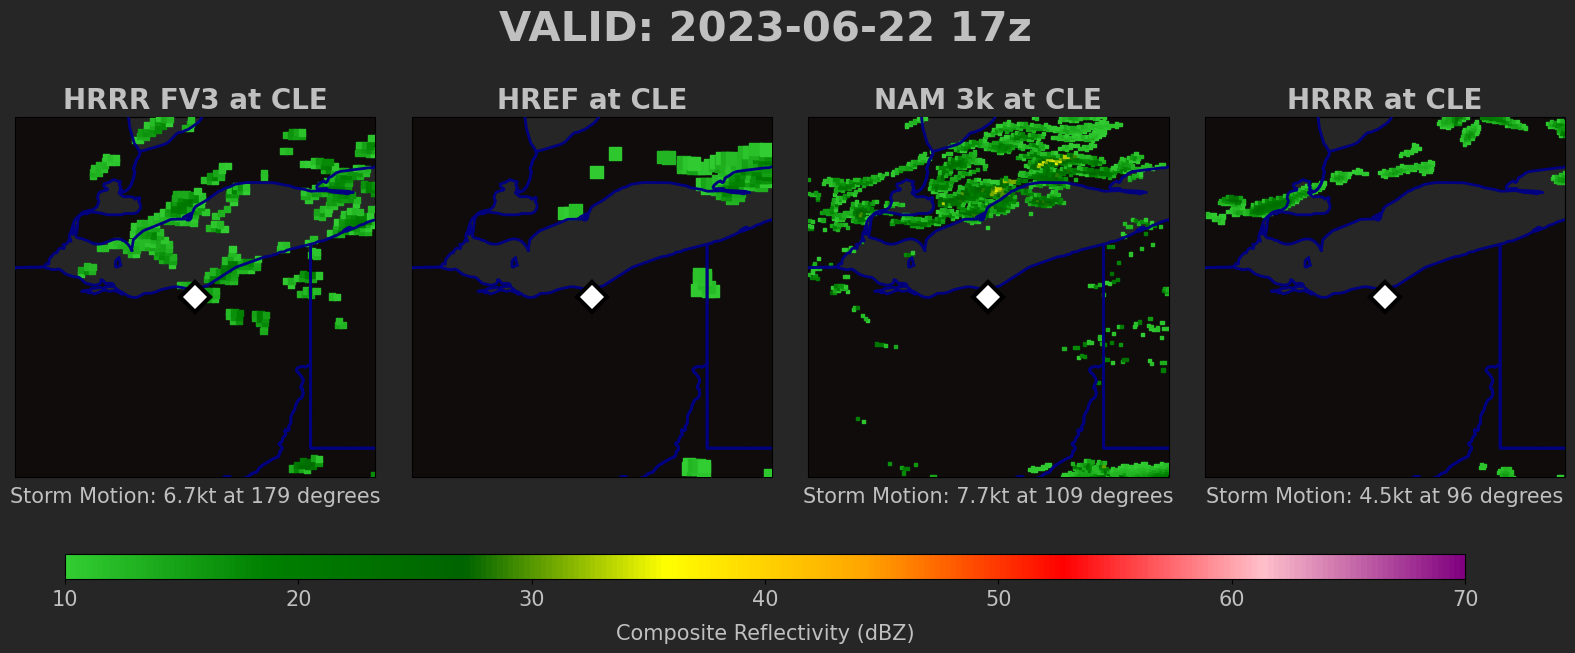 VALID: 2023-06-22 17z
HRRR FV3 at CLE
HREF at CLE
NAM 3k at CLE
HRRR at CLE
Storm Motion: 6.7kt at 179 degrees
Storm Motion: 7.7kt at 109 degrees
Storm Motion: 4.5kt at 96 degrees
10 20 30 40 50 60 70
Composite Reflectivity (dBZ)